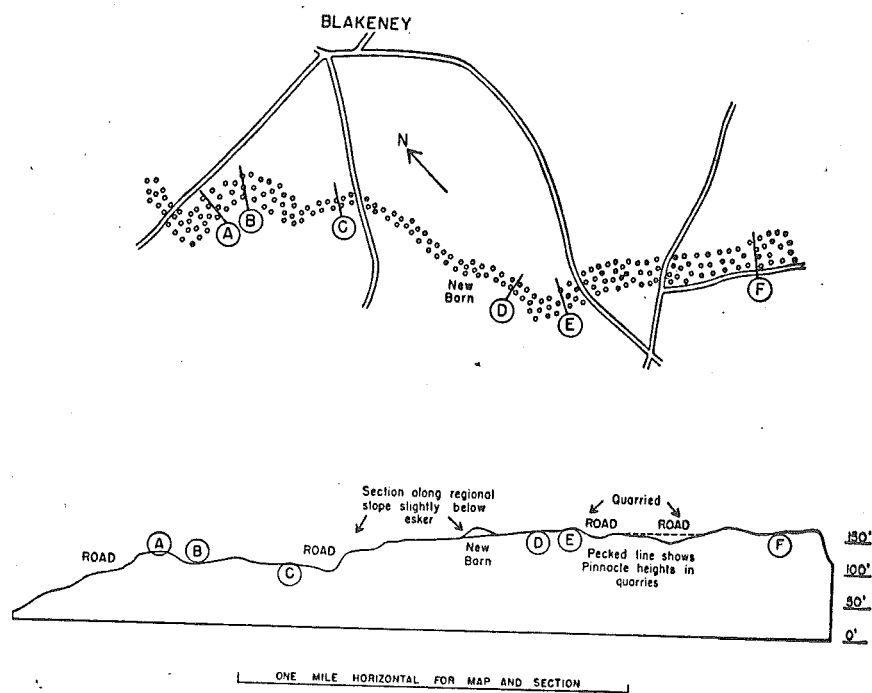 BLAKENEY
N
A
B
C
New
Barn
D
E
F
Section along regional
slope slightly below
esker
Quarried
ROAD
A
B
C
ROAD
New
Barn
D
E
ROAD
ROAD
Pecked line shows
Pinnacle heights in
quarries
F
150'
100'
50'
0'
ONE MILE HORIZONTAL FOR MAP AND SECTION